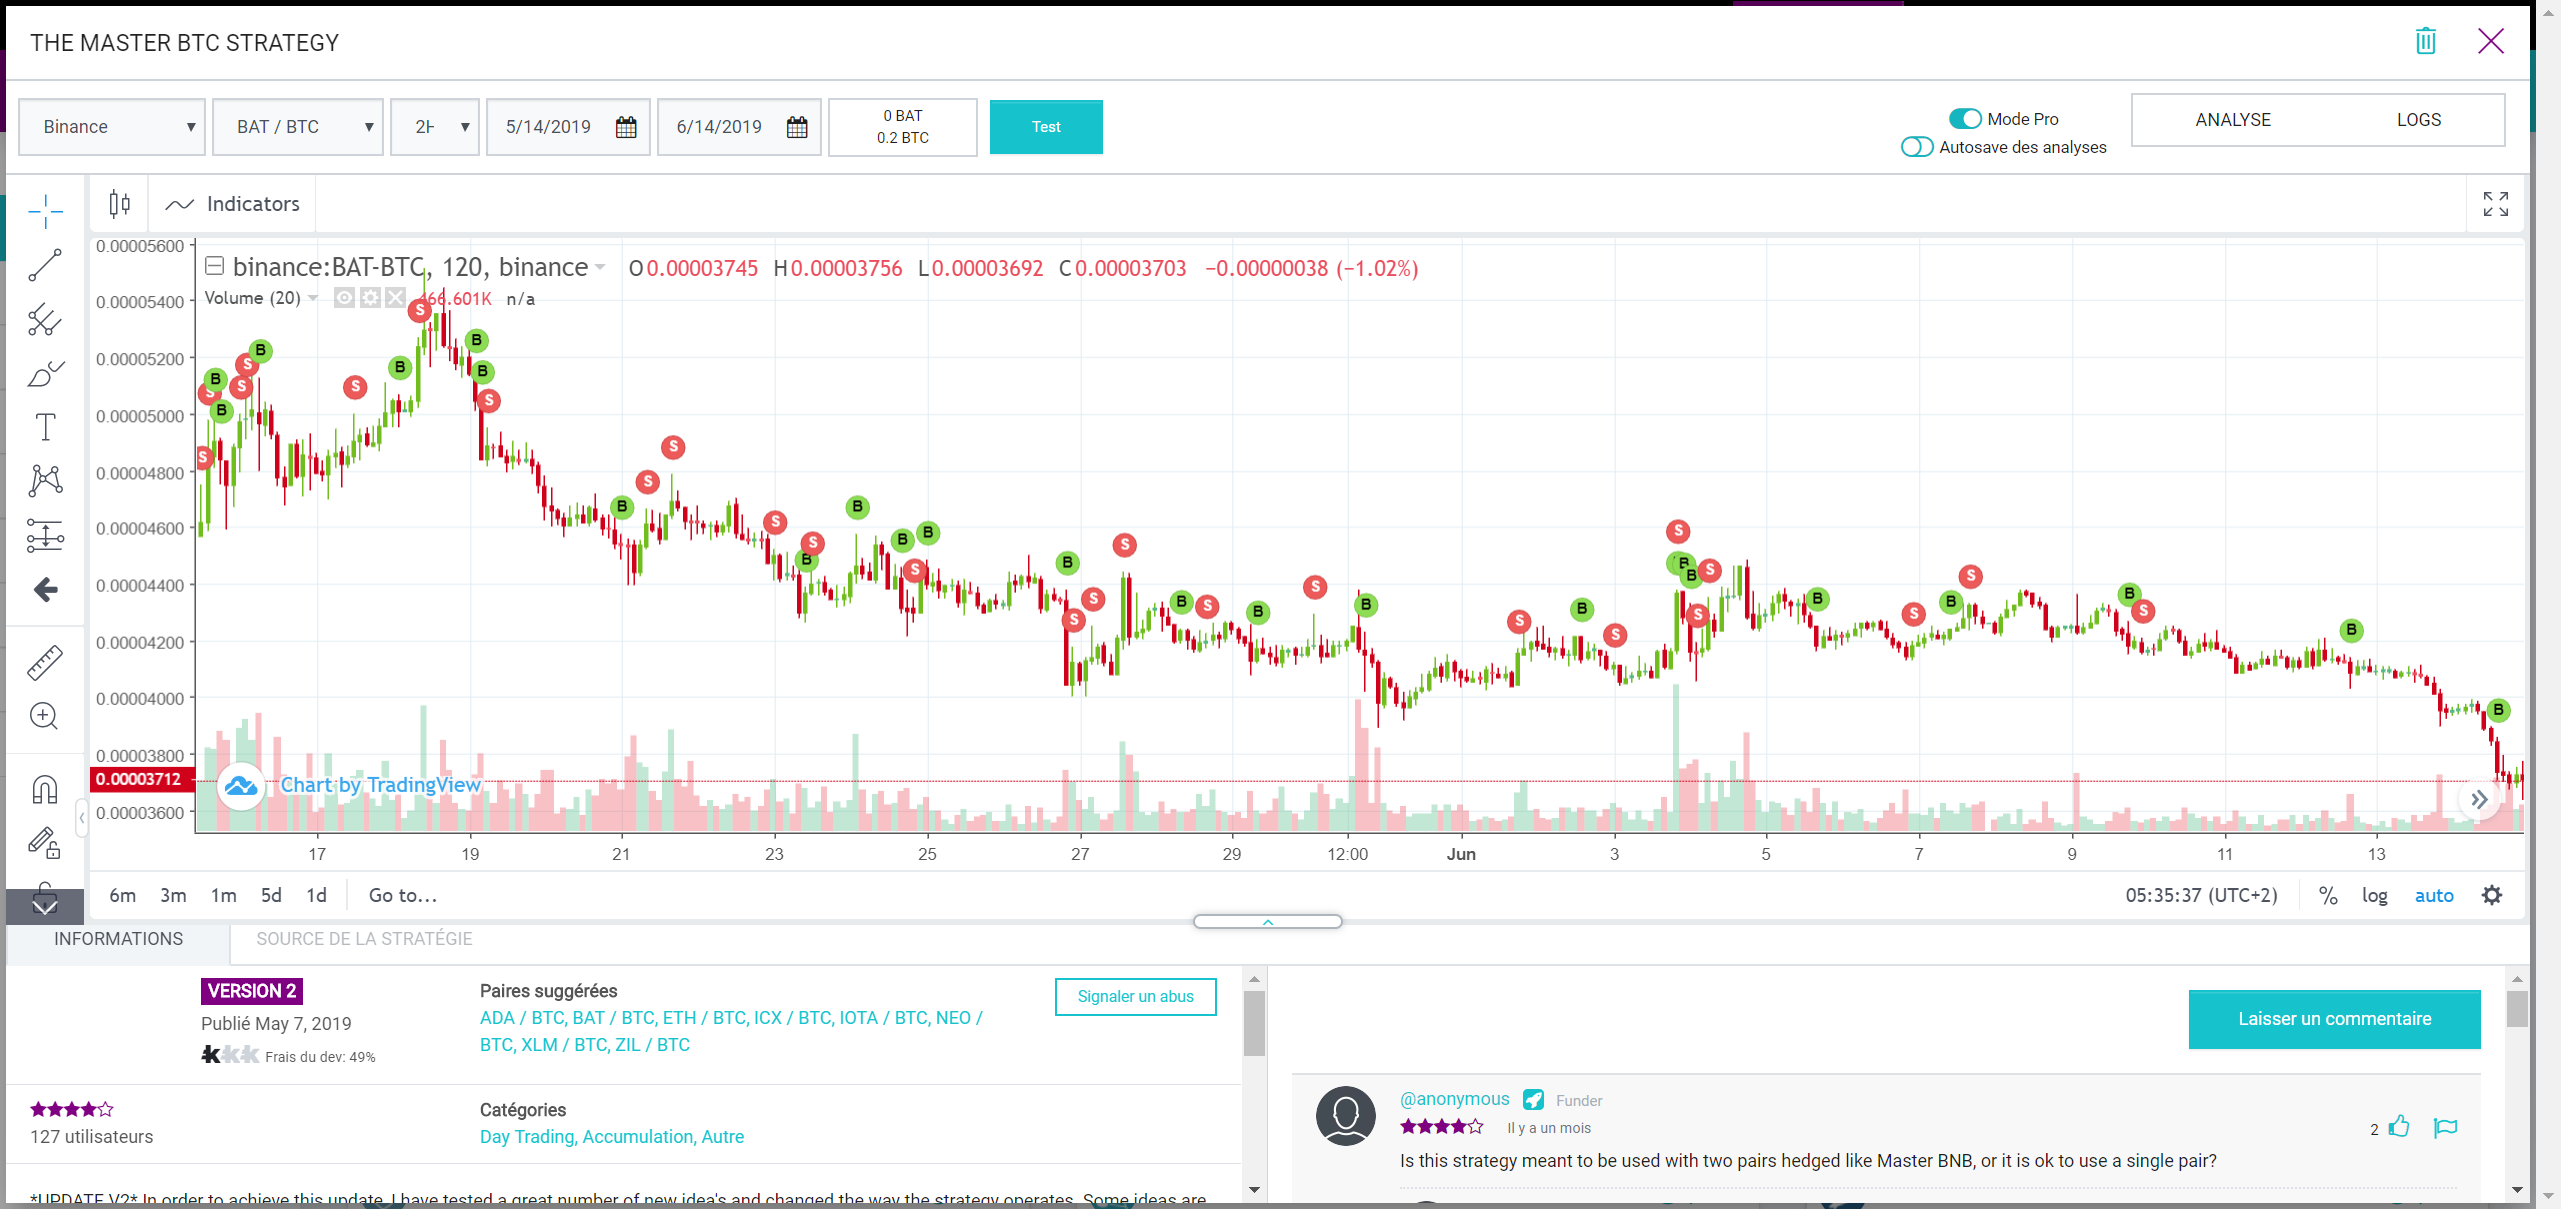 THE MASTER BTC STRATEGY
Binance
BAT / BTC
5/14/2019
6/14/2019
0 BAT
0.2 BTC
Test
Mode Pro
Autosave des analyses
ANALYSE
LOGS
Indicators
binance:BAT-BTC, 120, binance O 0.00003745 H 0.00003756 L 0.00003692 C 0.00003703 −0.00000038 (−1.02%)
Volume (20) 466.601K n/a
0.00005600
0.00005400
0.00005200
0.00005000
0.00004800
0.00004600
0.00004400
0.00004200
0.00004000
0.00003800
0.00003712
0.00003600
Chart by TradingView
17 19 21 23 25 27 29 12:00 Jun 3 5 7 9 11 13
6m 3m 1m 5d 1d Go to...
05:35:37 (UTC+2) % log auto
INFORMATIONS
SOURCE DE LA STRATÉGIE
VERSION 2
Publié May 7, 2019
Frais du dev: 49%
Paires suggérées
ADA / BTC, BAT / BTC, ETH / BTC, ICX / BTC, IOTA / BTC, NEO /
BTC, XLM / BTC, ZIL / BTC
Signaler un abus
127 utilisateurs
Catégories
Day Trading, Accumulation, Autre
*UPDATE V2* In order to achieve this update, I have tested a great number of new idea's and changed the way the strategy operates. Some ideas are
Laisser un commentaire
@anonymous Funder
Il y a un mois
2
Is this strategy meant to be used with two pairs hedged like Master BNB, or it is ok to use a single pair?